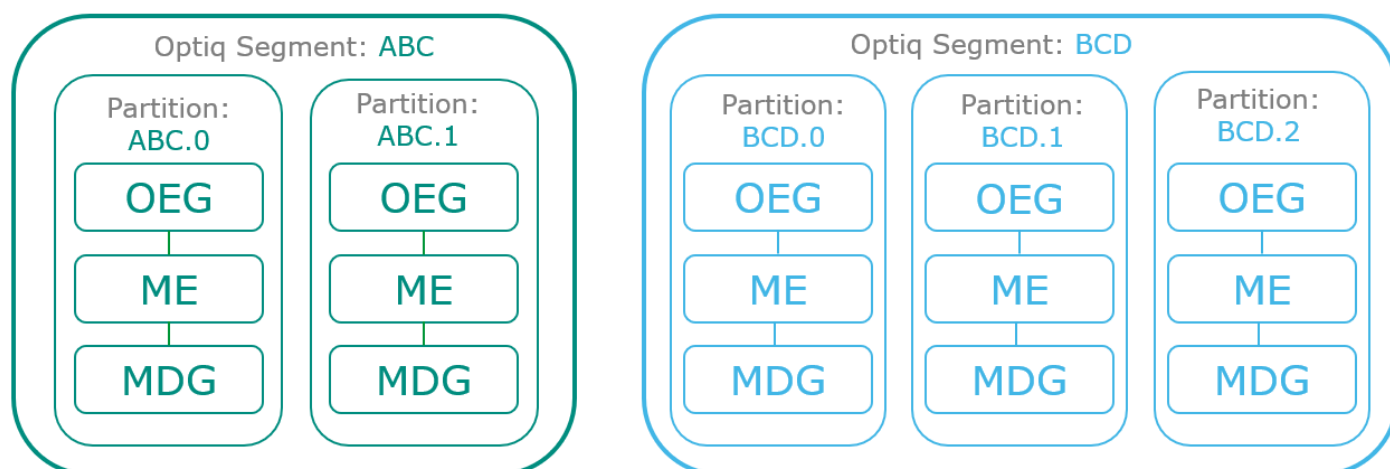 Optiq Segment: ABC
Partition:
ABC.0
OEG
ME
MDG
Partition:
ABC.1
OEG
ME
MDG
Optiq Segment: BCD
Partition:
BCD.0
OEG
ME
MDG
Partition:
BCD.1
OEG
ME
MDG
Partition:
BCD.2
OEG
ME
MDG